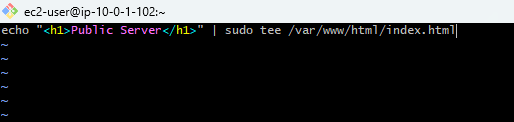 ec2-user@ip-10-0-1-102:~
echo "<h1>Public Server</h1>" | sudo tee /var/www/html/index.html
~
~
~
~
~